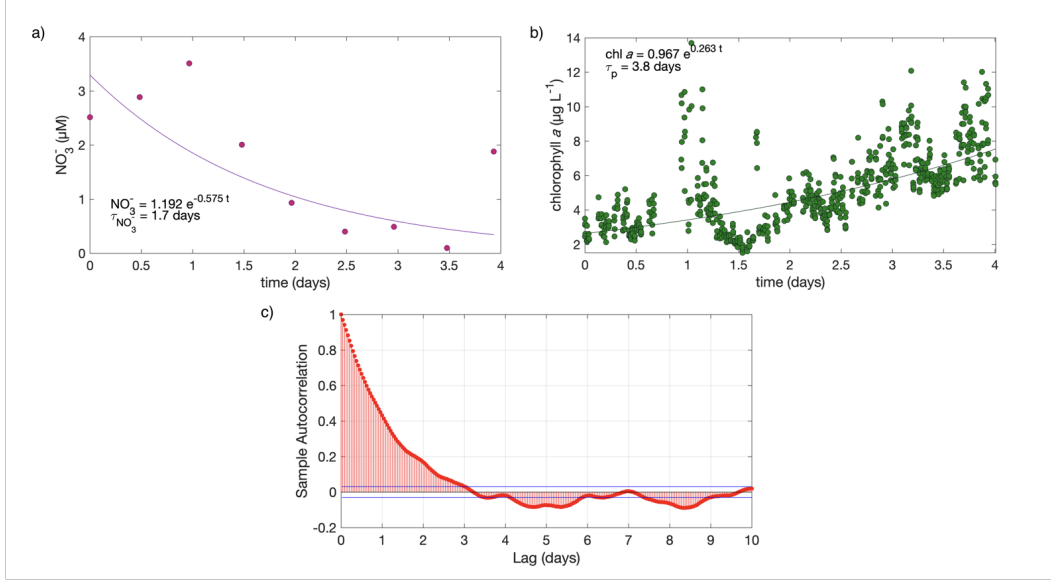 a)
4
3
2
1
0
NO₃⁻ (µM)
NO₃⁻ = 1.192 e^-0.575 t
τ_NO₃⁻ = 1.7 days
0 0.5 1 1.5 2 2.5 3 3.5 4
time (days)
b)
14
12
10
8
6
4
2
chlorophyll a (µg L⁻¹)
chl a = 0.967 e^0.263 t
τ_p = 3.8 days
0 0.5 1 1.5 2 2.5 3 3.5 4
time (days)
c)
1
0.8
0.6
0.4
0.2
0
-0.2
Sample Autocorrelation
0 1 2 3 4 5 6 7 8 9 10
Lag (days)